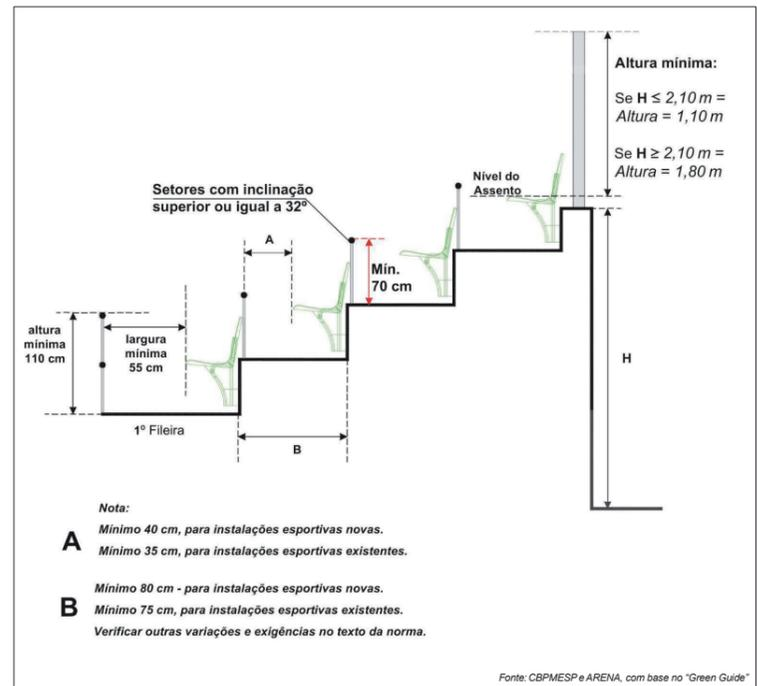 Altura mínima:
Se H ≤ 2,10 m =
Altura = 1,10 m
Se H ≥ 2,10 m =
Altura = 1,80 m
Nível do
Assento
Setores com inclinação
superior ou igual a 32º
A
Mín.
70 cm
altura
mínima
110 cm
largura
mínima
55 cm
H
1º Fileira
B
Nota:
A
Mínimo 40 cm, para instalações esportivas novas.
Mínimo 35 cm, para instalações esportivas existentes.
B
Mínimo 80 cm - para instalações esportivas novas.
Mínimo 75 cm, para instalações esportivas existentes.
Verificar outras variações e exigências no texto da norma.
Fonte: CBPMESP e ARENA, com base no “Green Guide”